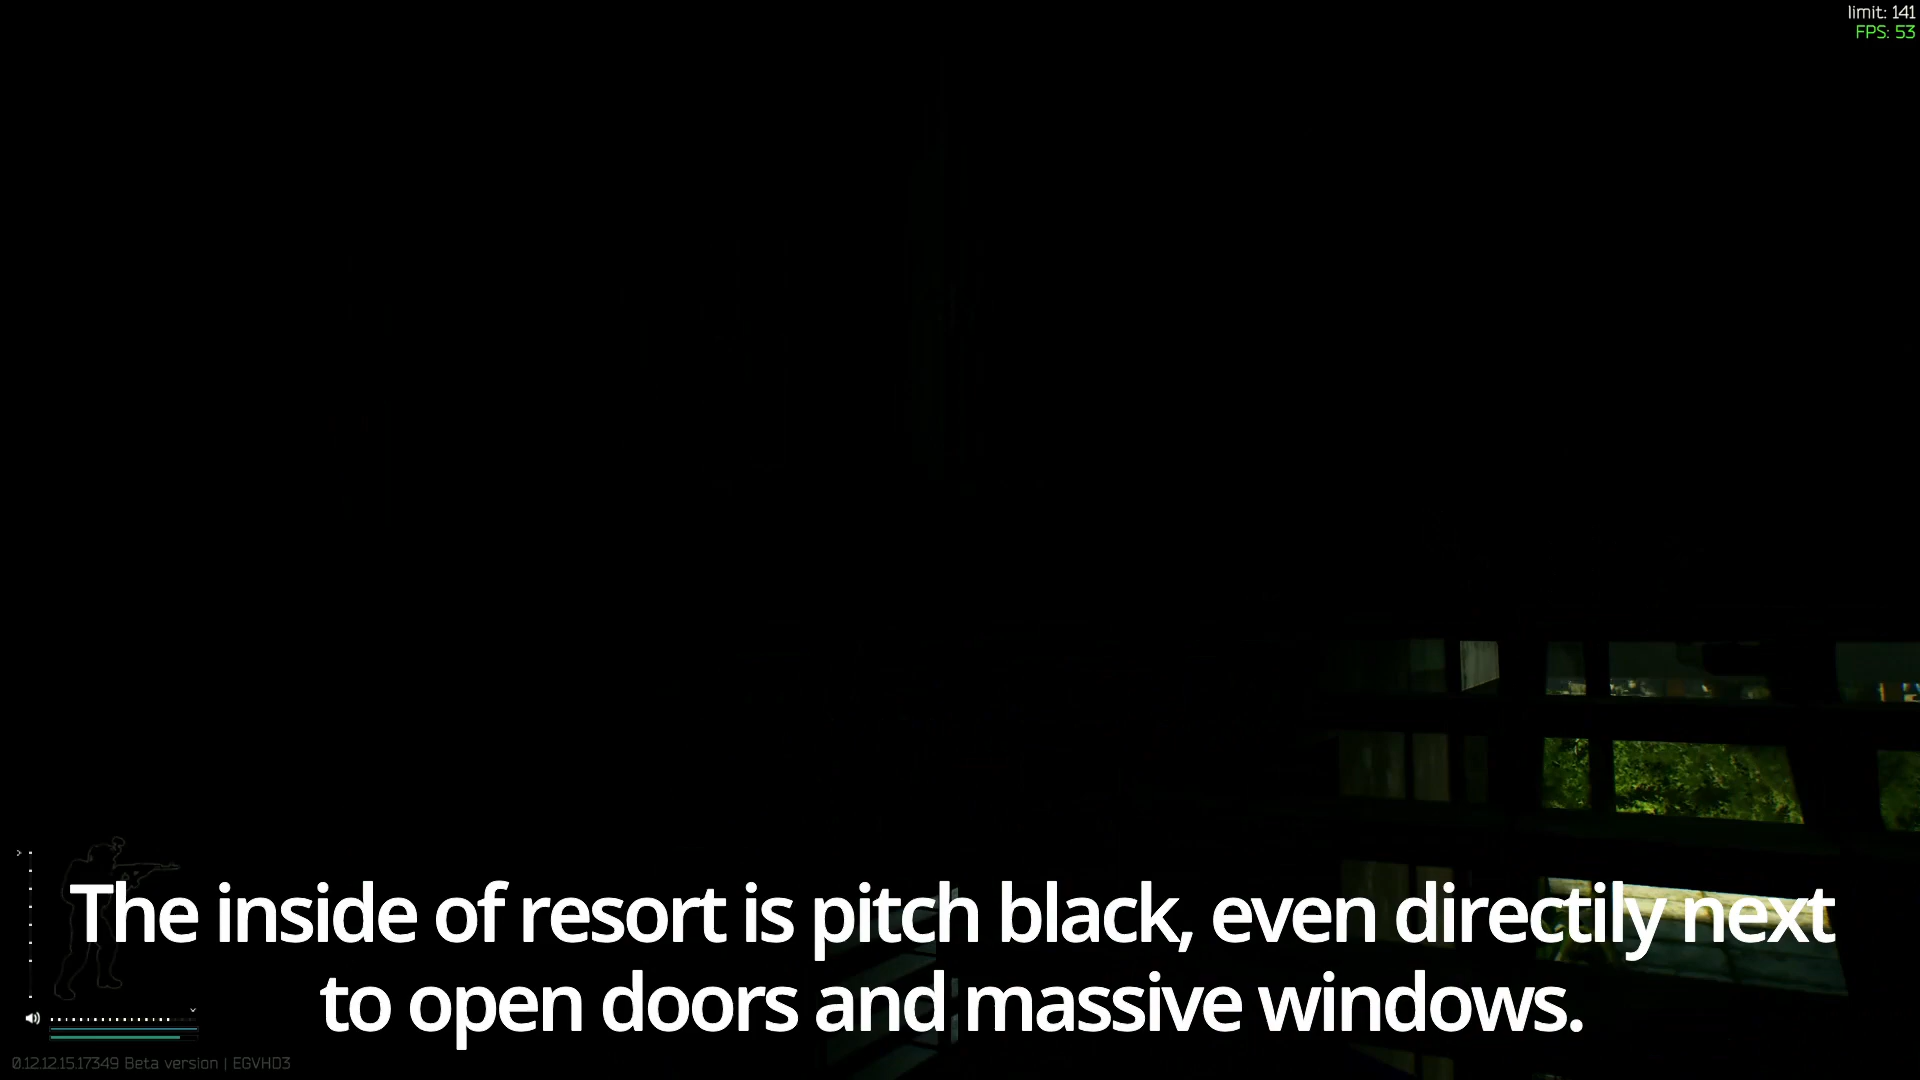 limit: 141
FPS: 53
The inside of resort is pitch black, even directily next
to open doors and massive windows.
0.12.12.15.17349 Beta version | EGVHD3